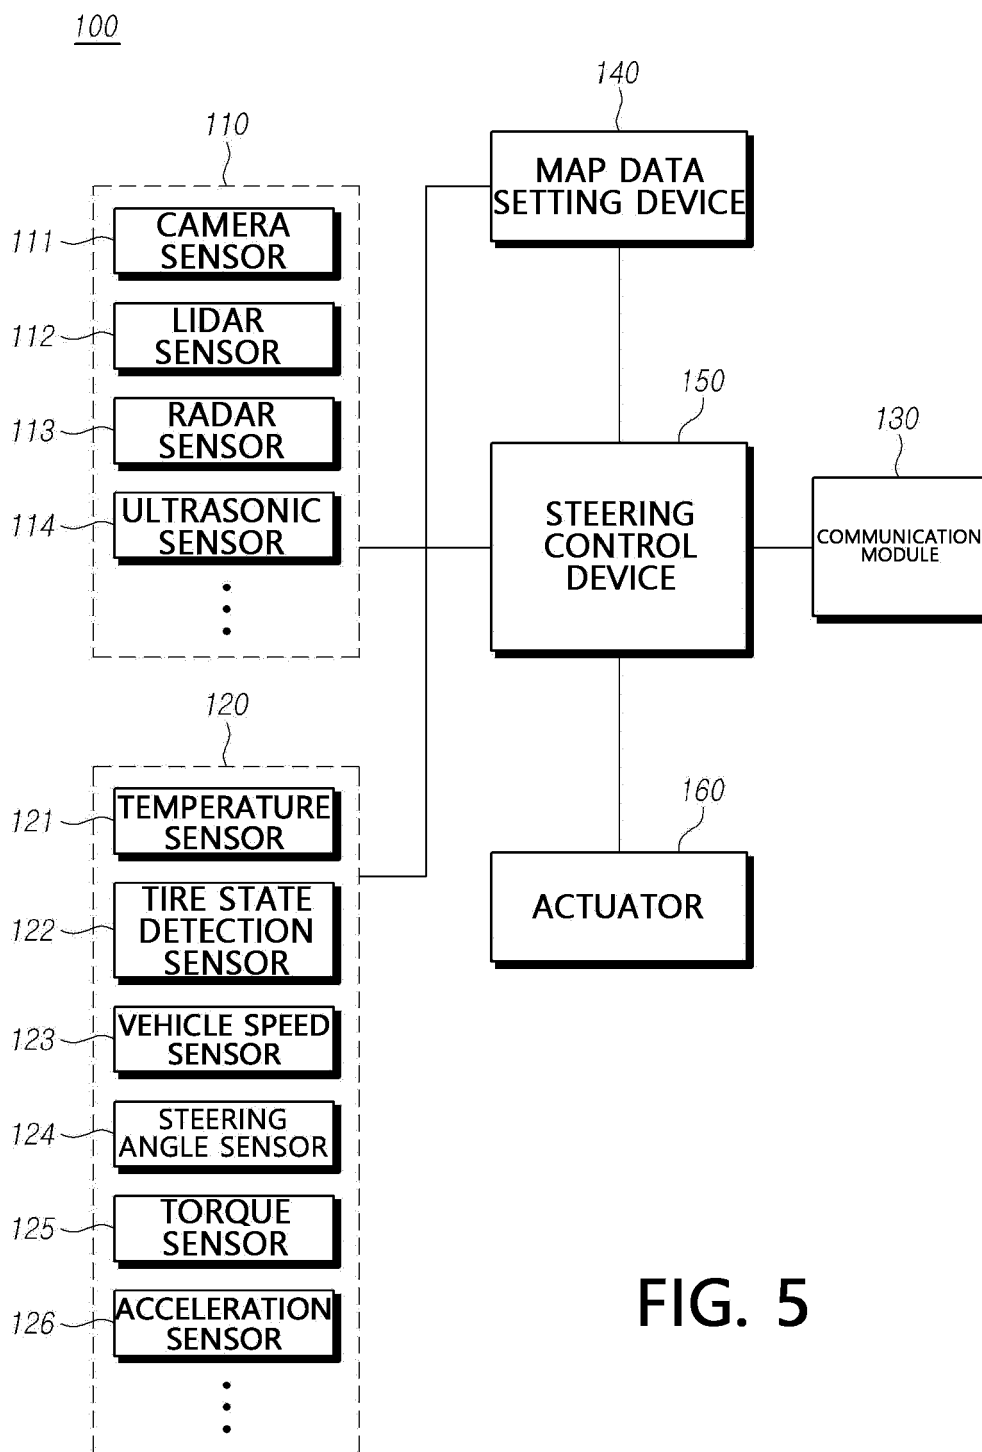 100
110
111
CAMERA
SENSOR
112
LIDAR
SENSOR
113
RADAR
SENSOR
114
ULTRASONIC
SENSOR
120
121
TEMPERATURE
SENSOR
122
TIRE STATE
DETECTION
SENSOR
123
VEHICLE SPEED
SENSOR
124
STEERING
ANGLE SENSOR
125
TORQUE
SENSOR
126
ACCELERATION
SENSOR
140
MAP DATA
SETTING DEVICE
150
STEERING
CONTROL
DEVICE
130
COMMUNICATION
MODULE
160
ACTUATOR
FIG. 5